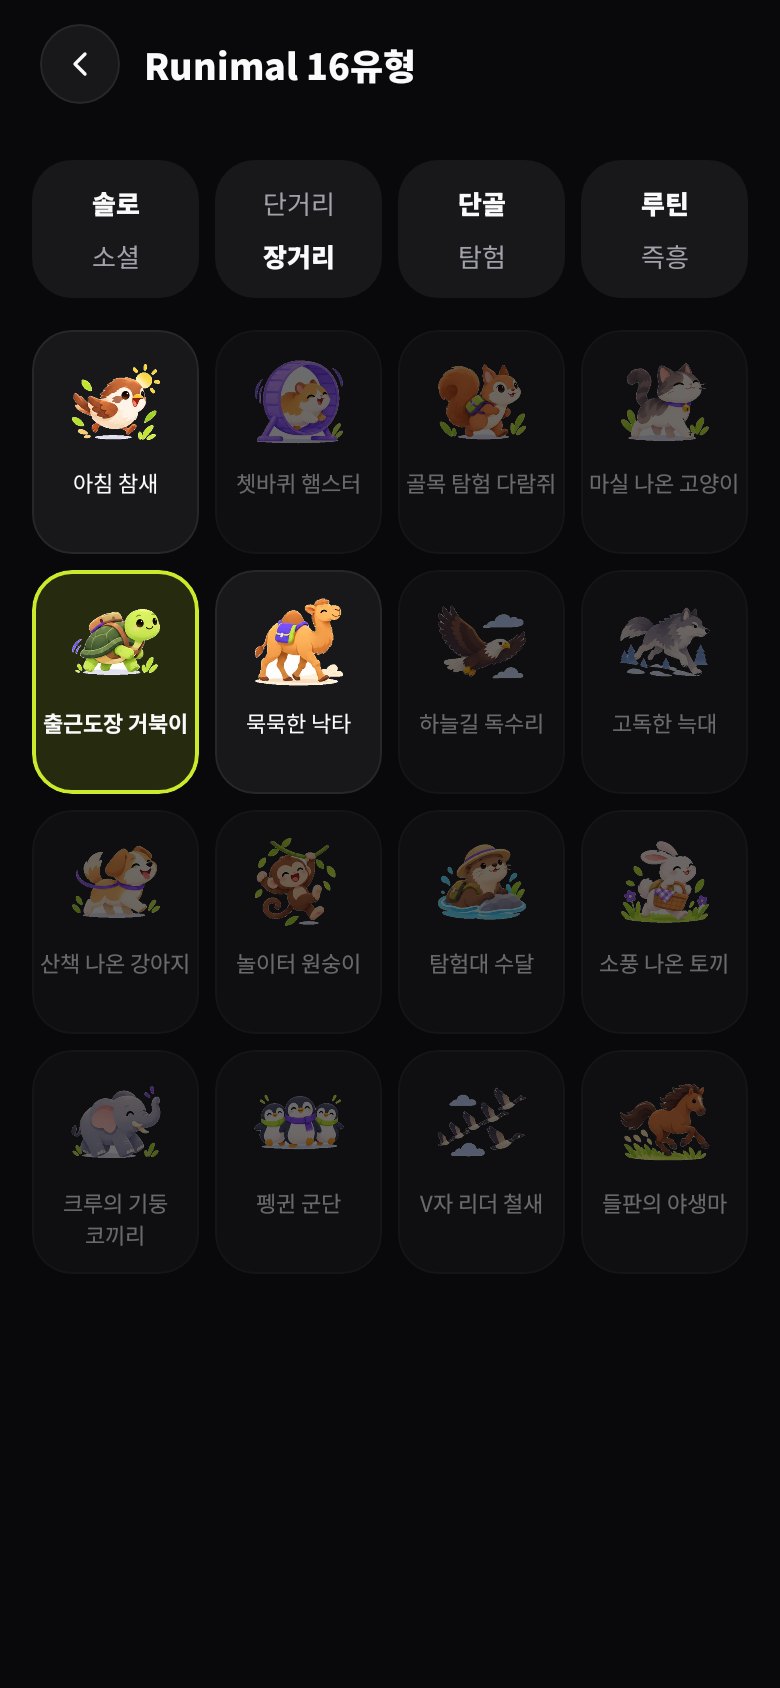 Runimal 16유형
솔로
소셜
단거리
장거리
단골
탐험
루틴
즉흥
아침 참새
쳇바퀴 햄스터
골목 탐험 다람쥐
마실 나온 고양이
출근도장 거북이
묵묵한 낙타
하늘길 독수리
고독한 늑대
산책 나온 강아지
놀이터 원숭이
탐험대 수달
소풍 나온 토끼
크루의 기둥
코끼리
펭귄 군단
V자 리더 철새
들판의 야생마